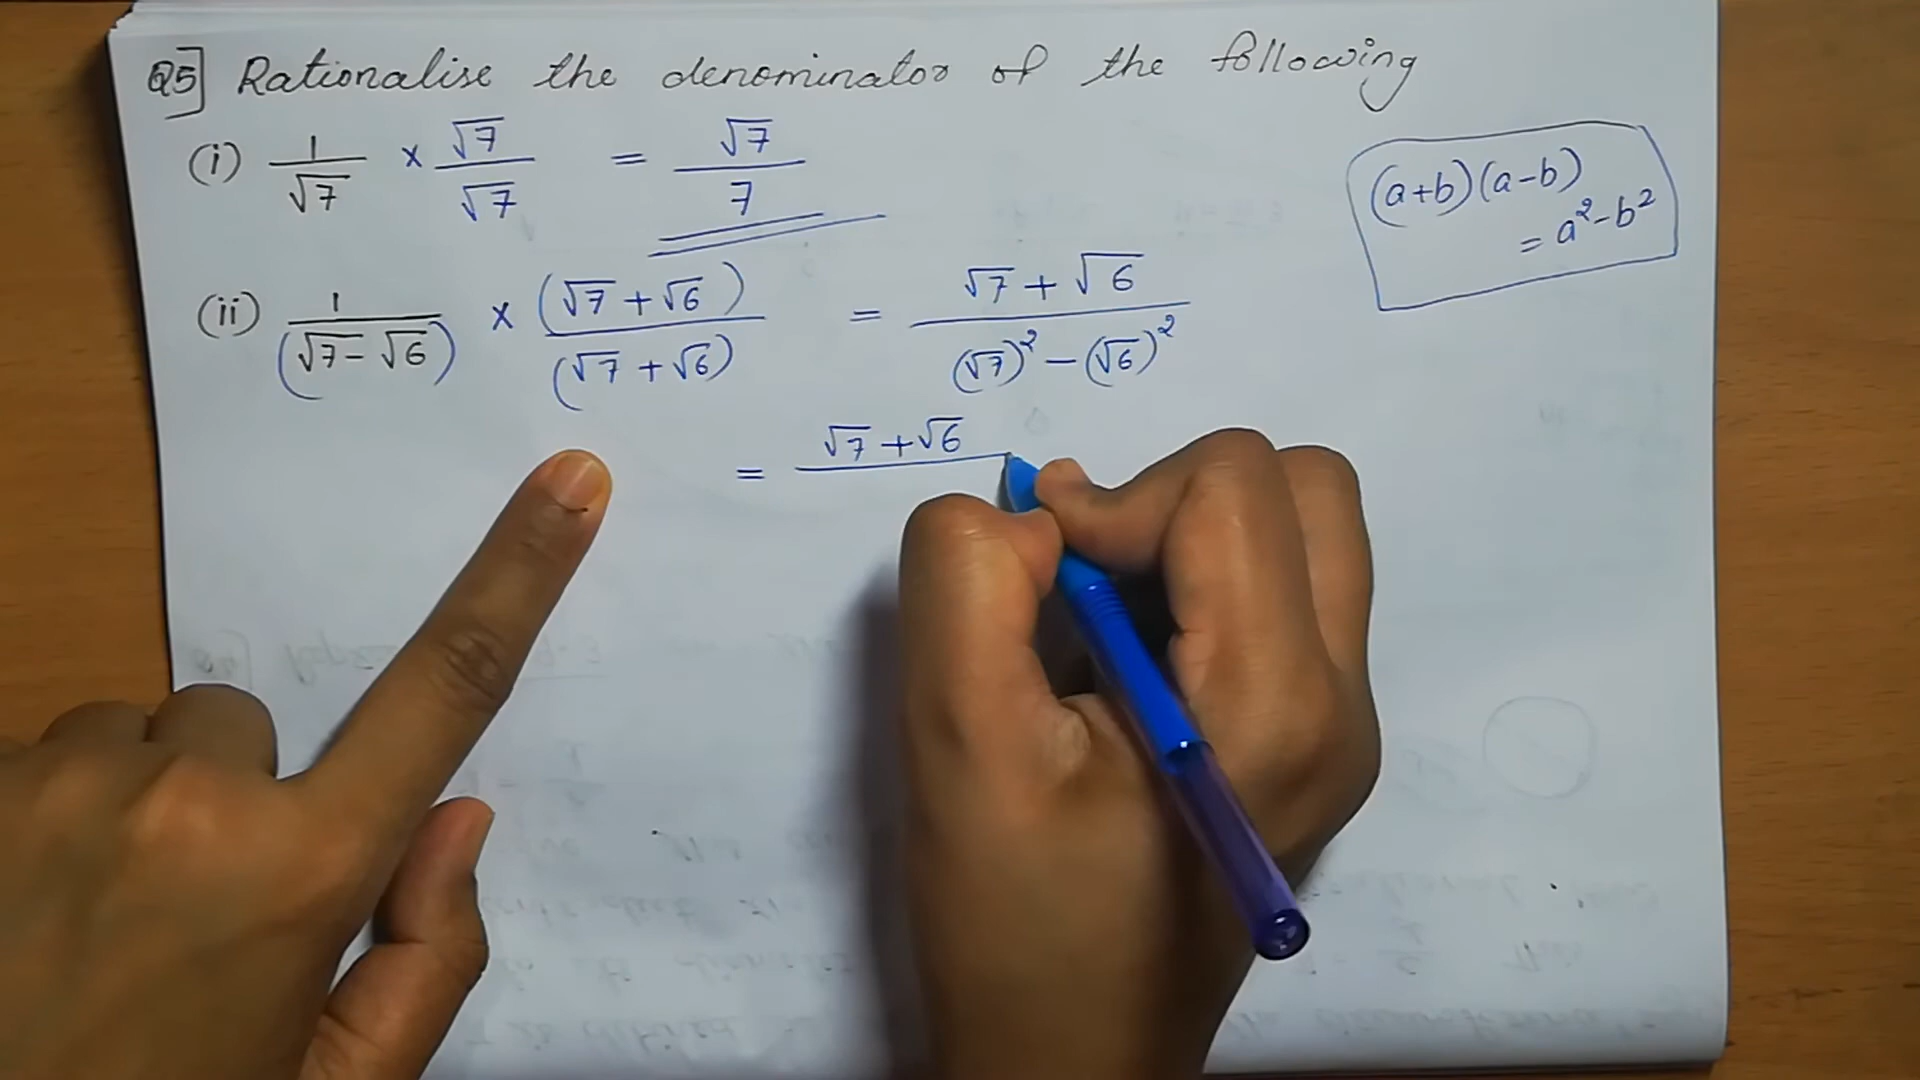 Q5] Rationalise the denominator of the following
(i) 1/√7 × √7/√7 = √7/7
(a+b)(a-b)
= a²-b²
(ii) 1/(√7-√6) × (√7+√6)/(√7+√6) = √7+√6/(√7)²-(√6)²
= √7+√6